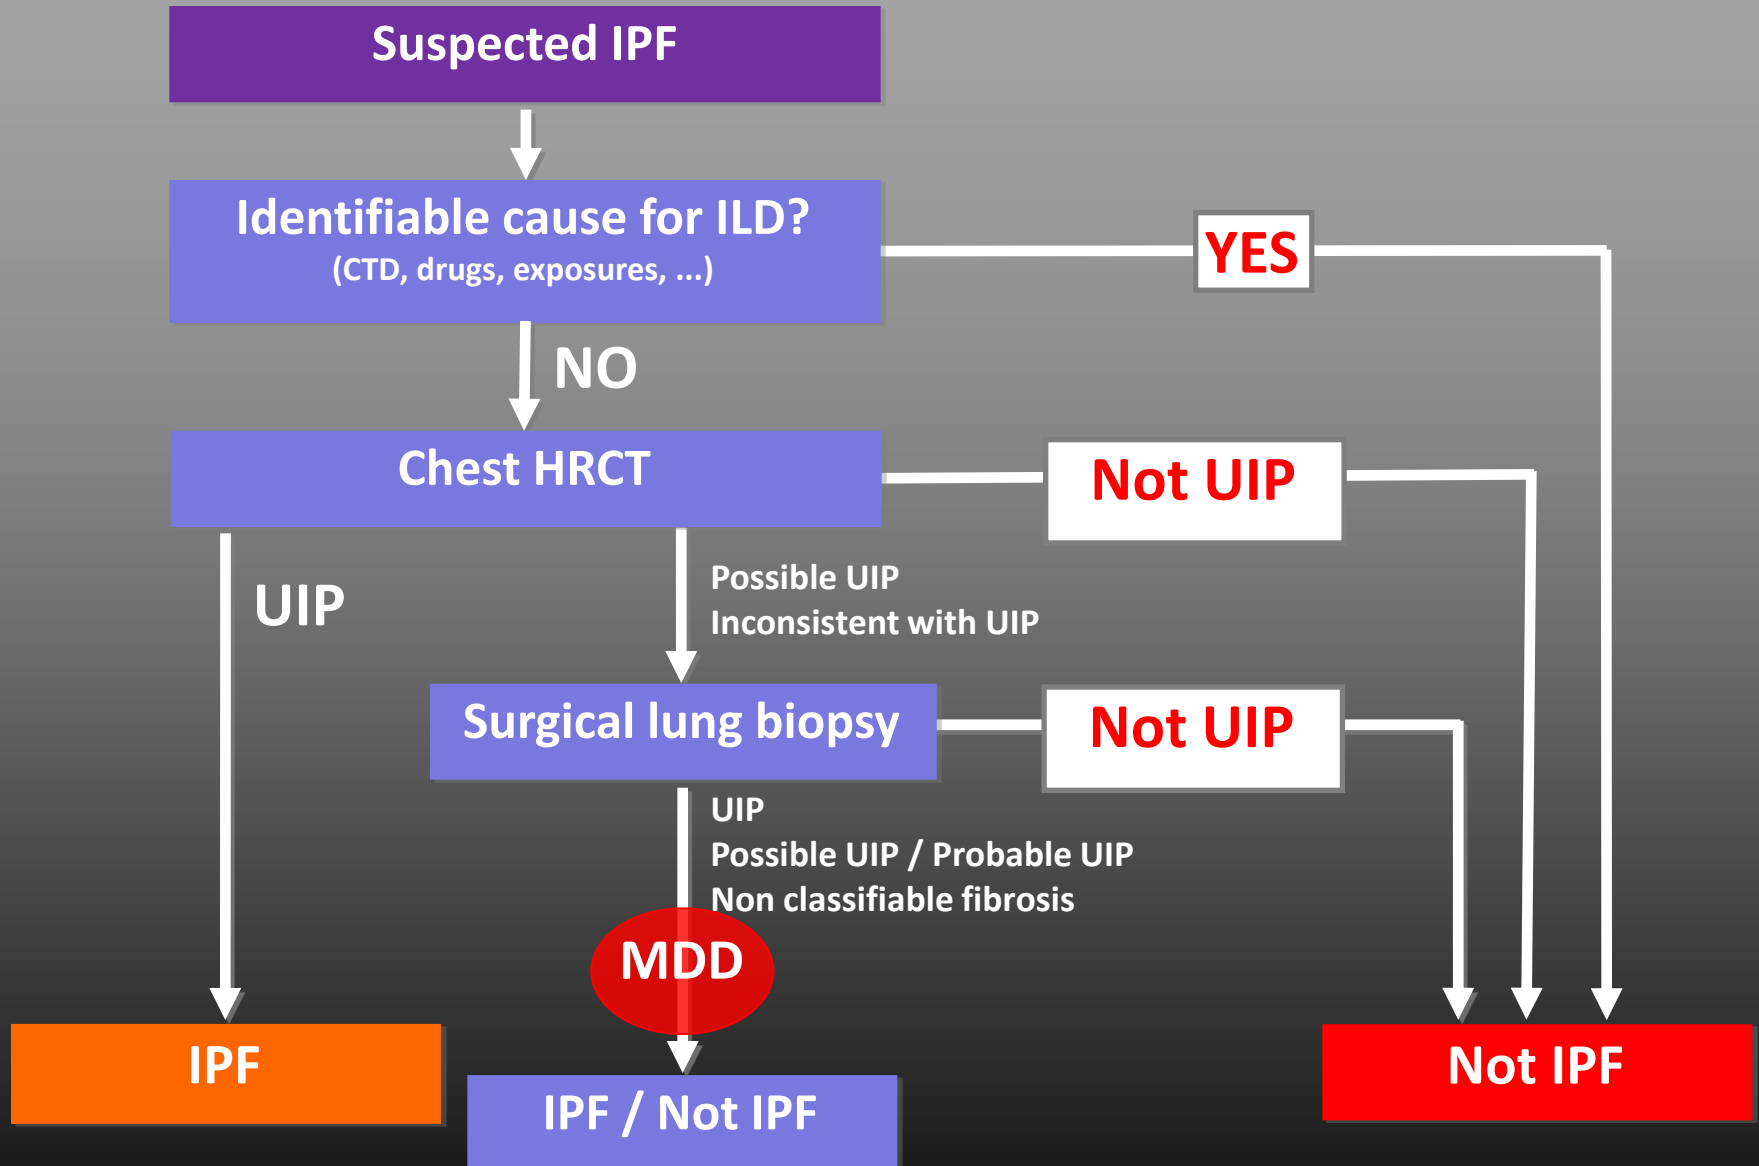 Suspected IPF
Identifiable cause for ILD?
(CTD, drugs, exposures, ...)
YES
NO
Chest HRCT
Not UIP
UIP
Possible UIP
Inconsistent with UIP
Surgical lung biopsy
Not UIP
UIP
Possible UIP / Probable UIP
Non classifiable fibrosis
MDD
IPF
IPF / Not IPF
Not IPF